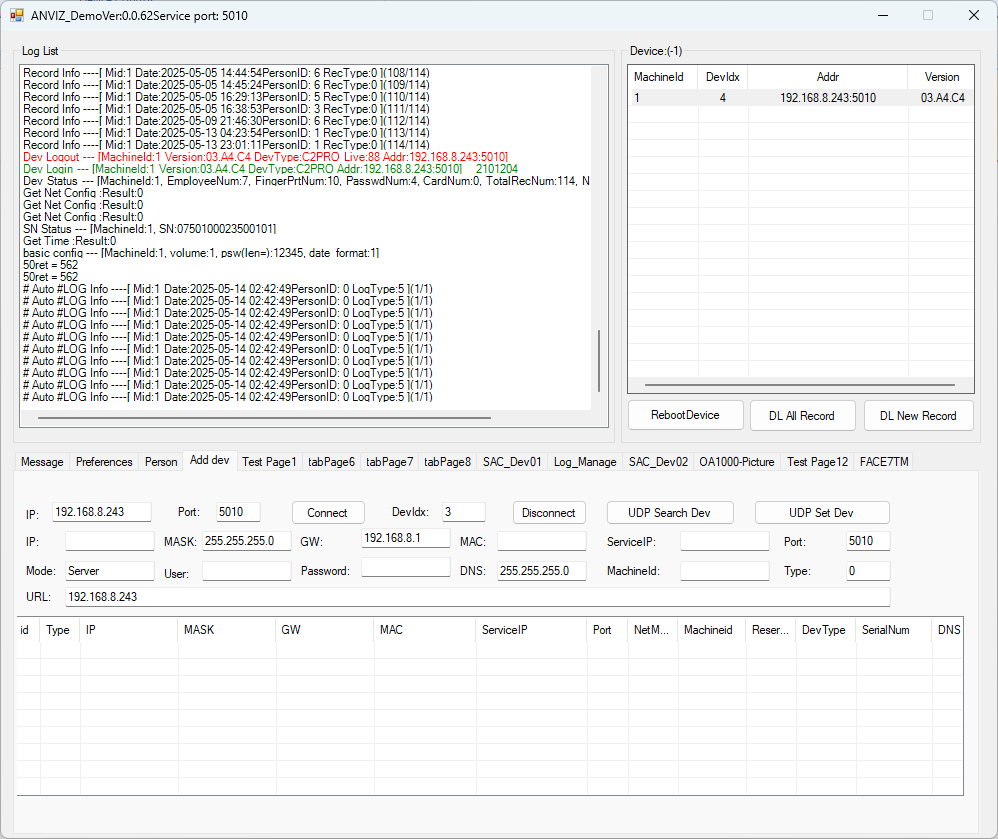 ANVIZ_DemoVer:0.0.62Service port: 5010
Log List
Record Info ----[ Mid:1 Date:2025-05-05 14:44:54PersonID: 6 RecType:0 ](108/114)
Record Info ----[ Mid:1 Date:2025-05-05 14:45:24PersonID: 6 RecType:0 ](109/114)
Record Info ----[ Mid:1 Date:2025-05-05 16:29:13PersonID: 5 RecType:0 ](110/114)
Record Info ----[ Mid:1 Date:2025-05-05 16:38:53PersonID: 3 RecType:0 ](111/114)
Record Info ----[ Mid:1 Date:2025-05-09 21:46:30PersonID: 6 RecType:0 ](112/114)
Record Info ----[ Mid:1 Date:2025-05-13 04:23:54PersonID: 1 RecType:0 ](113/114)
Record Info ----[ Mid:1 Date:2025-05-13 23:01:11PersonID: 1 RecType:0 ](114/114)
Dev Logout --- [MachineId:1 Version:03.A4.C4 DevType:C2PRO Live:88 Addr:192.168.8.243:5010]
Dev Login --- [MachineId:1 Version:03.A4.C4 DevType:C2PRO Addr:192.168.8.243:5010] 2101204
Dev Status --- [MachineId:1, EmployeeNum:7, FingerPrtNum:10, PasswdNum:4, CardNum:0, TotalRecNum:114, N
Get Net Config :Result:0
Get Net Config :Result:0
Get Net Config :Result:0
SN Status --- [MachineId:1, SN:0750100023500101]
Get Time :Result:0
basic config --- [MachineId:1, volume:1, psw(len=):12345, date_format:1]
50ret = 562
50ret = 562
# Auto #LOG Info ----[ Mid:1 Date:2025-05-14 02:42:49PersonID: 0 LogType:5 ](1/1)
# Auto #LOG Info ----[ Mid:1 Date:2025-05-14 02:42:49PersonID: 0 LogType:5 ](1/1)
# Auto #LOG Info ----[ Mid:1 Date:2025-05-14 02:42:49PersonID: 0 LogType:5 ](1/1)
# Auto #LOG Info ----[ Mid:1 Date:2025-05-14 02:42:49PersonID: 0 LogType:5 ](1/1)
# Auto #LOG Info ----[ Mid:1 Date:2025-05-14 02:42:49PersonID: 0 LogType:5 ](1/1)
# Auto #LOG Info ----[ Mid:1 Date:2025-05-14 02:42:49PersonID: 0 LogType:5 ](1/1)
# Auto #LOG Info ----[ Mid:1 Date:2025-05-14 02:42:49PersonID: 0 LogType:5 ](1/1)
# Auto #LOG Info ----[ Mid:1 Date:2025-05-14 02:42:49PersonID: 0 LogType:5 ](1/1)
# Auto #LOG Info ----[ Mid:1 Date:2025-05-14 02:42:49PersonID: 0 LogType:5 ](1/1)
# Auto #LOG Info ----[ Mid:1 Date:2025-05-14 02:42:49PersonID: 0 LogType:5 ](1/1)
Device:(-1)
MachineId DevIdx Addr Version
1 4 192.168.8.243:5010 03.A4.C4
RebootDevice DL All Record DL New Record
Message Preferences Person Add dev Test Page1 tabPage6 tabPage7 tabPage8 SAC_Dev01 Log_Manage SAC_Dev02 OA1000-Picture Test Page12 FACE7TM
IP: 192.168.8.243 Port: 5010 Connect DevIdx: 3 Disconnect UDP Search Dev UDP Set Dev
IP: MASK: 255.255.255.0 GW: 192.168.8.1 MAC: ServiceIP: Port: 5010
Mode: Server User: Password: DNS: 255.255.255.0 MachineId: Type: 0
URL: 192.168.8.243
id Type IP MASK GW MAC ServiceIP Port NetM... Machineid Reser... DevType SerialNum DNS